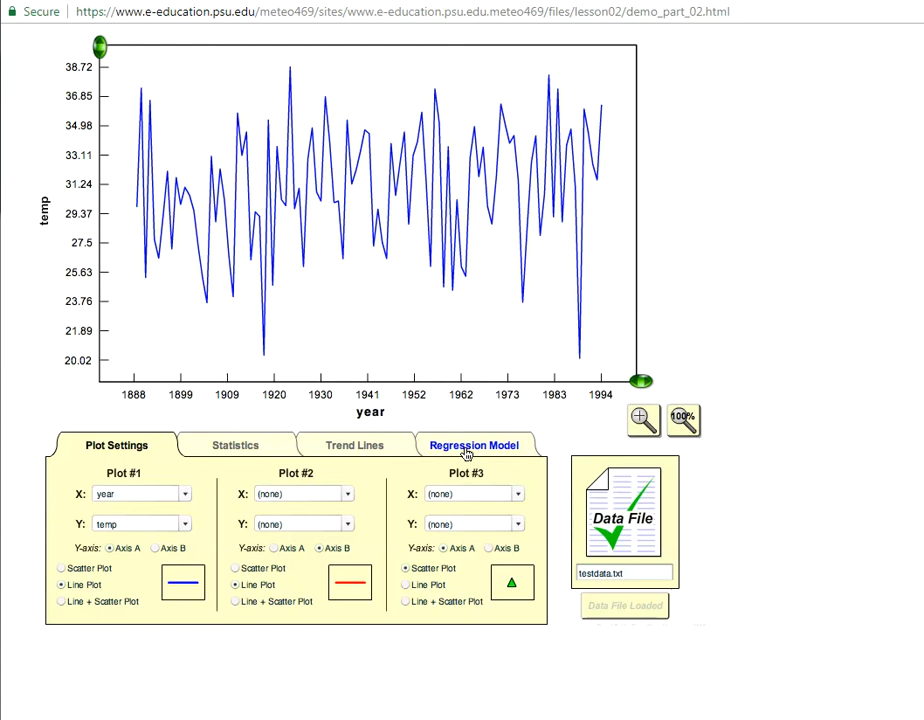 Secure https://www.e-education.psu.edu/meteo469/sites/www.e-education.psu.edu.meteo469/files/lesson02/demo_part_02.html
38.72
36.85
34.98
33.11
31.24
29.37
27.5
25.63
23.76
21.89
20.02
temp
1888 1899 1909 1920 1930 1941 1952 1962 1973 1983 1994
year
100%
Plot Settings Statistics Trend Lines Regression Model
Plot #1 Plot #2 Plot #3
X: year X: (none) X: (none)
Y: temp Y: (none) Y: (none)
Y-axis: Axis A Axis B Y-axis: Axis A Axis B Y-axis: Axis A Axis B
Scatter Plot Scatter Plot Scatter Plot
Line Plot Line Plot Line Plot
Line + Scatter Plot Line + Scatter Plot Line + Scatter Plot
Data File
testdata.txt
Data File Loaded